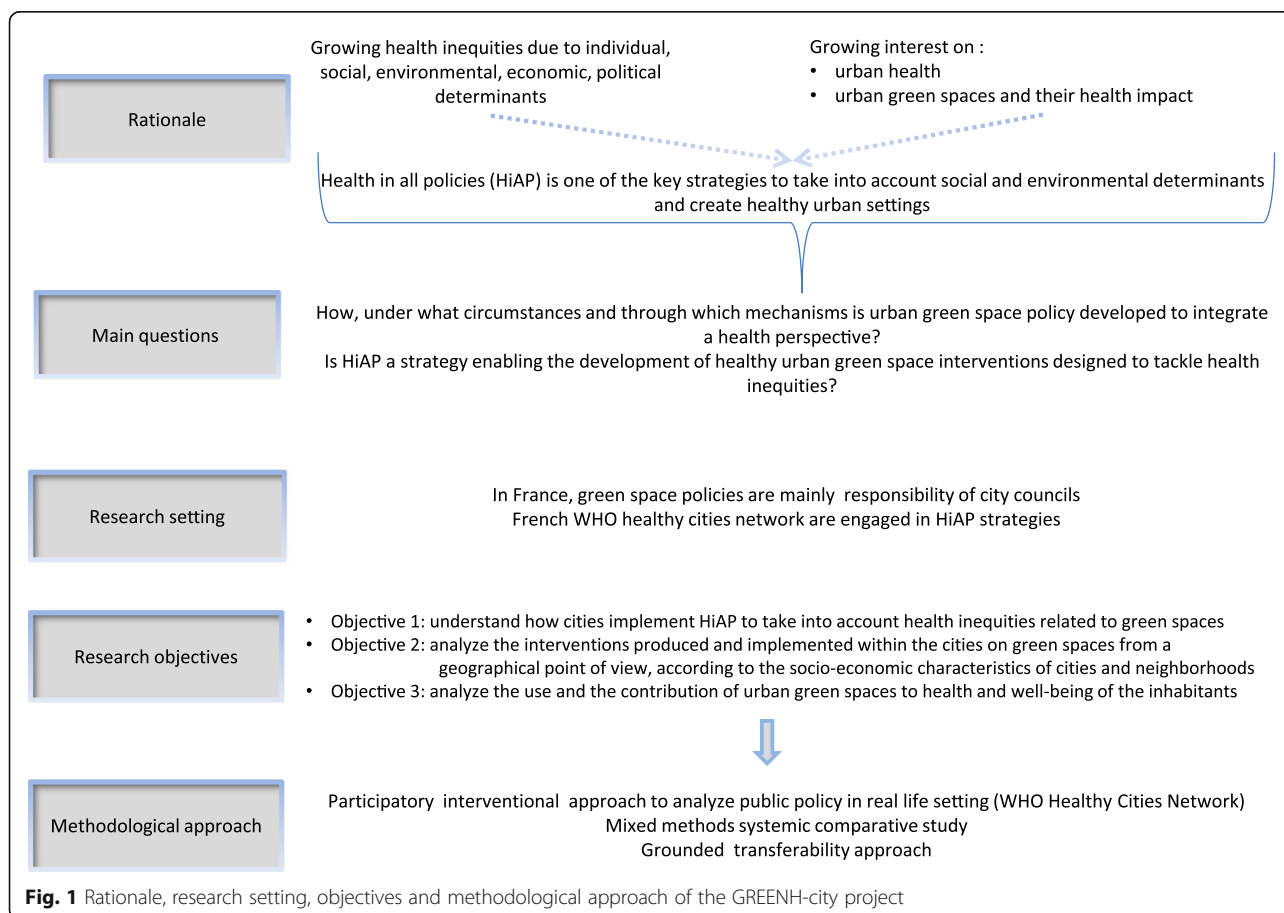 Rationale
Growing health inequities due to individual,
social, environmental, economic, political
determinants
Growing interest on :
• urban health
• urban green spaces and their health impact
Health in all policies (HiAP) is one of the key strategies to take into account social and environmental determinants
and create healthy urban settings
Main questions
How, under what circumstances and through which mechanisms is urban green space policy developed to integrate
a health perspective?
Is HiAP a strategy enabling the development of healthy urban green space interventions designed to tackle health
inequities?
Research setting
In France, green space policies are mainly responsibility of city councils
French WHO healthy cities network are engaged in HiAP strategies
Research objectives
• Objective 1: understand how cities implement HiAP to take into account health inequities related to green spaces
• Objective 2: analyze the interventions produced and implemented within the cities on green spaces from a
geographical point of view, according to the socio-economic characteristics of cities and neighborhoods
• Objective 3: analyze the use and the contribution of urban green spaces to health and well-being of the inhabitants
Methodological approach
Participatory interventional approach to analyze public policy in real life setting (WHO Healthy Cities Network)
Mixed methods systemic comparative study
Grounded transferability approach
Fig. 1 Rationale, research setting, objectives and methodological approach of the GREENH-city project